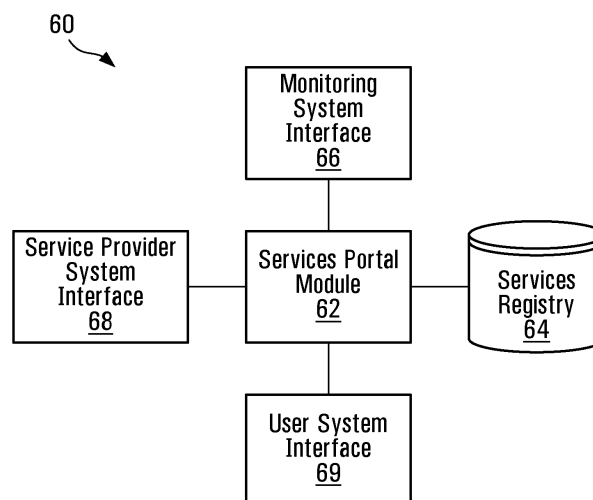 60
Monitoring
System
Interface
66
Service Provider
System
Interface
68
Services Portal
Module
62
Services
Registry
64
User System
Interface
69